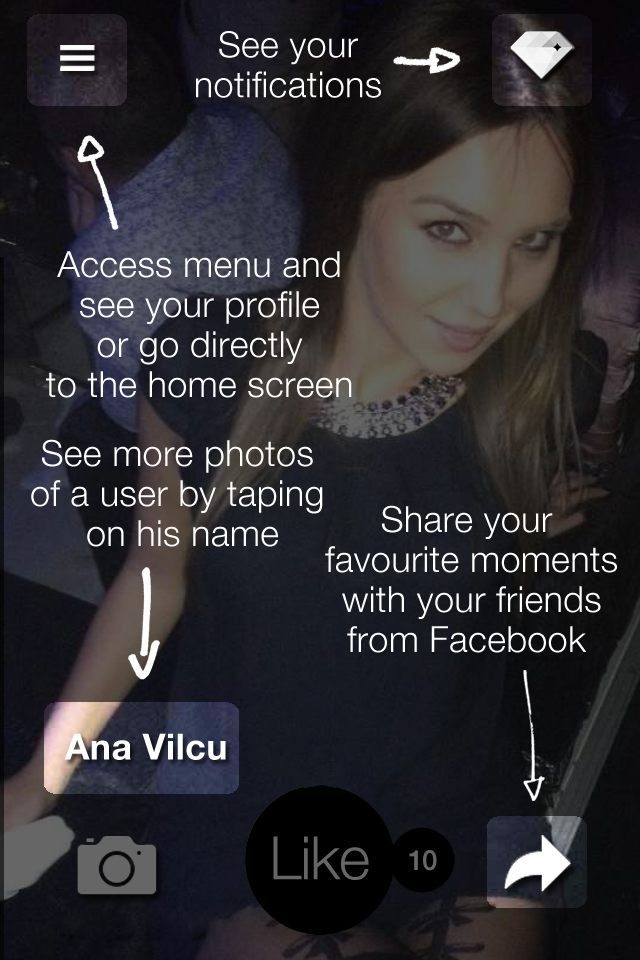 See your
notifications
Access menu and
see your profile
or go directly
to the home screen
See more photos
of a user by taping
on his name
Share your
favourite moments
with your friends
from Facebook
Ana Vilcu
Like
10